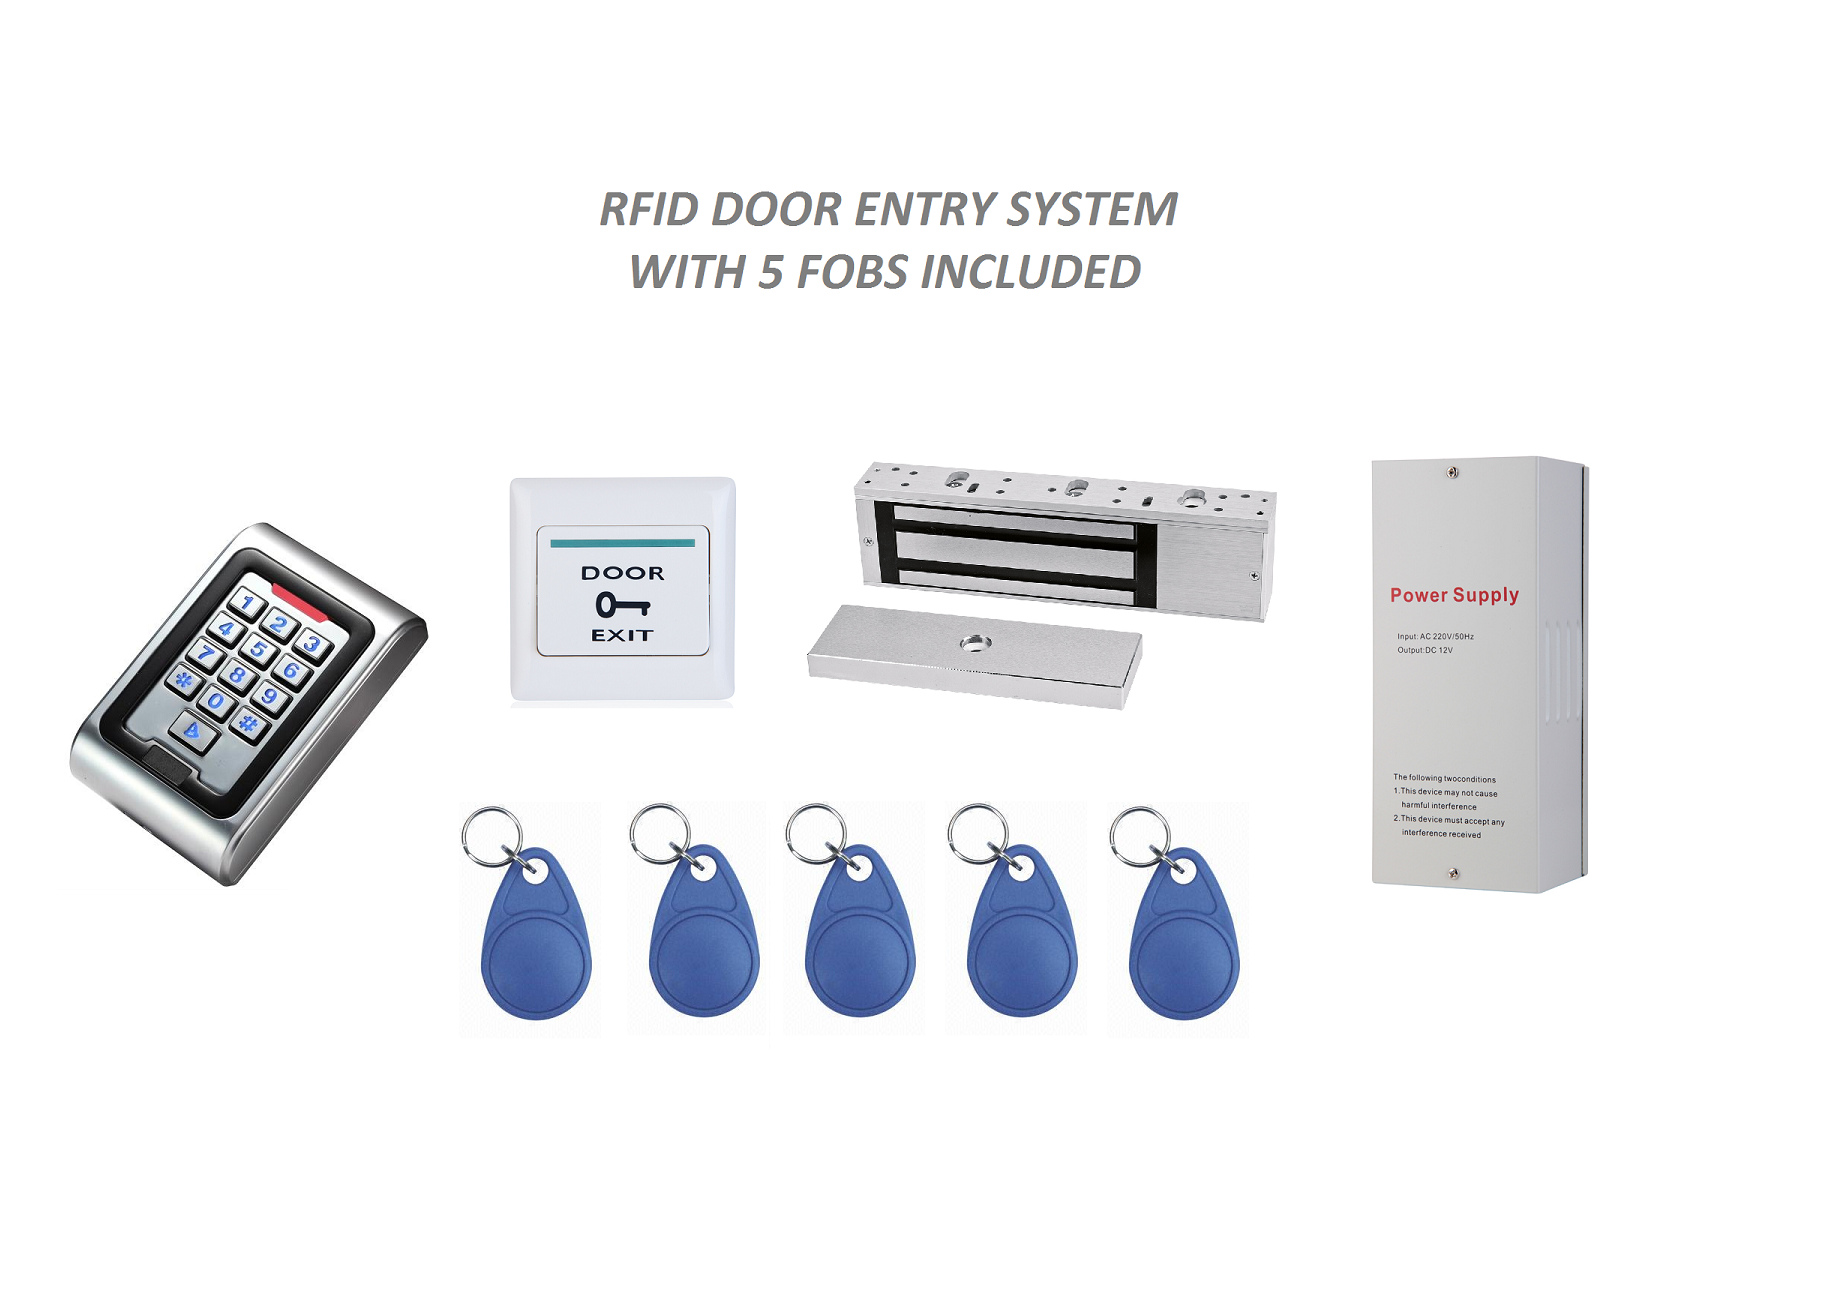 RFID DOOR ENTRY SYSTEM
WITH 5 FOBS INCLUDED
1
2
3
4
5
6
7
8
9
*
0
#
DOOR
EXIT
Power Supply
Input: AC 220V/50Hz
Output:DC 12V
The following twoconditions
1.This device may not cause
harmful interference
2.This device must accept any
interference received